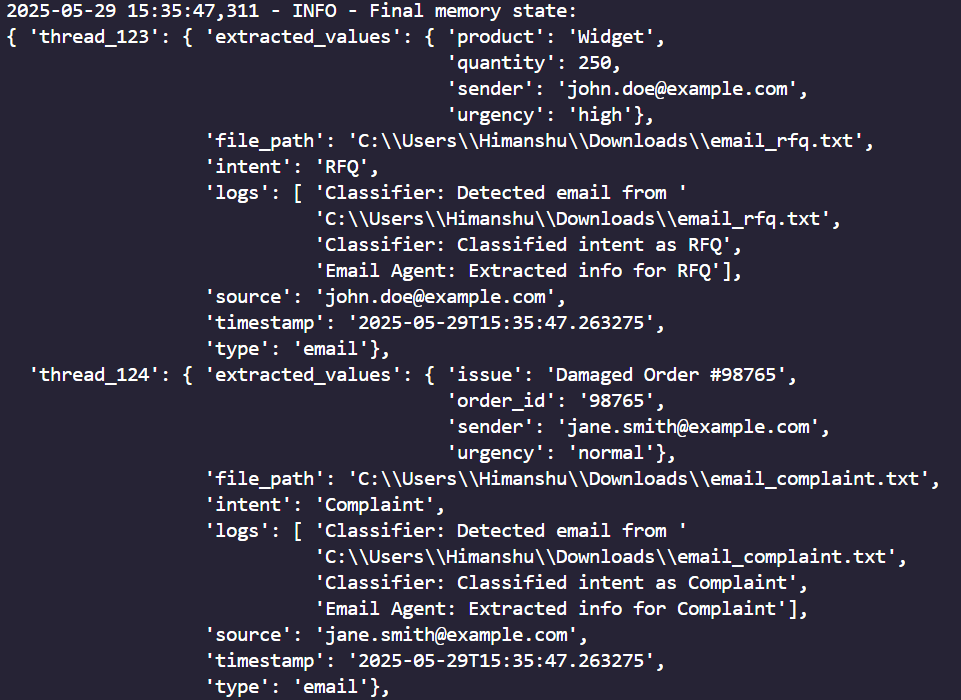 2025-05-29 15:35:47,311 - INFO - Final memory state:
{ 'thread_123': { 'extracted_values': { 'product': 'Widget',
                                        'quantity': 250,
                                        'sender': 'john.doe@example.com',
                                        'urgency': 'high'},
                  'file_path': 'C:\\Users\\Himanshu\\Downloads\\email_rfq.txt',
                  'intent': 'RFQ',
                  'logs': [ 'Classifier: Detected email from '
                            'C:\\Users\\Himanshu\\Downloads\\email_rfq.txt',
                            'Classifier: Classified intent as RFQ',
                            'Email Agent: Extracted info for RFQ'],
                  'source': 'john.doe@example.com',
                  'timestamp': '2025-05-29T15:35:47.263275',
                  'type': 'email'},
  'thread_124': { 'extracted_values': { 'issue': 'Damaged Order #98765',
                                        'order_id': '98765',
                                        'sender': 'jane.smith@example.com',
                                        'urgency': 'normal'},
                  'file_path': 'C:\\Users\\Himanshu\\Downloads\\email_complaint.txt',
                  'intent': 'Complaint',
                  'logs': [ 'Classifier: Detected email from '
                            'C:\\Users\\Himanshu\\Downloads\\email_complaint.txt',
                            'Classifier: Classified intent as Complaint',
                            'Email Agent: Extracted info for Complaint'],
                  'source': 'jane.smith@example.com',
                  'timestamp': '2025-05-29T15:35:47.263275',
                  'type': 'email'},